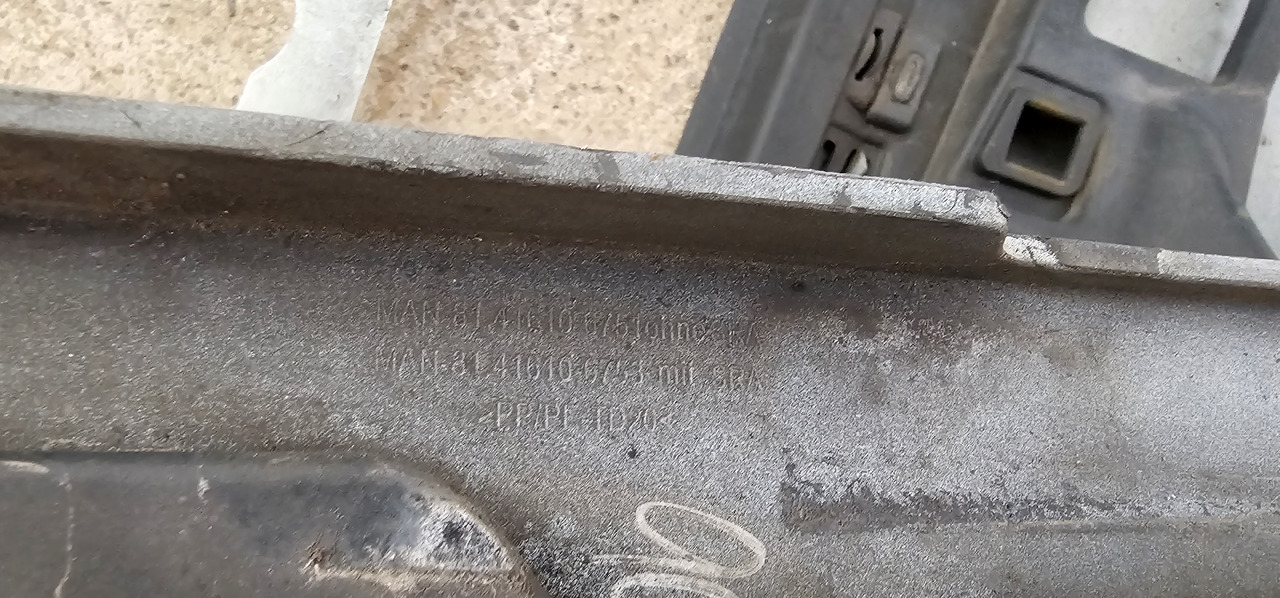 MAN 81.41610-6751 ohne SRA
MAN-81.41610-6753 mit SRA
>PP/PE-TD20<